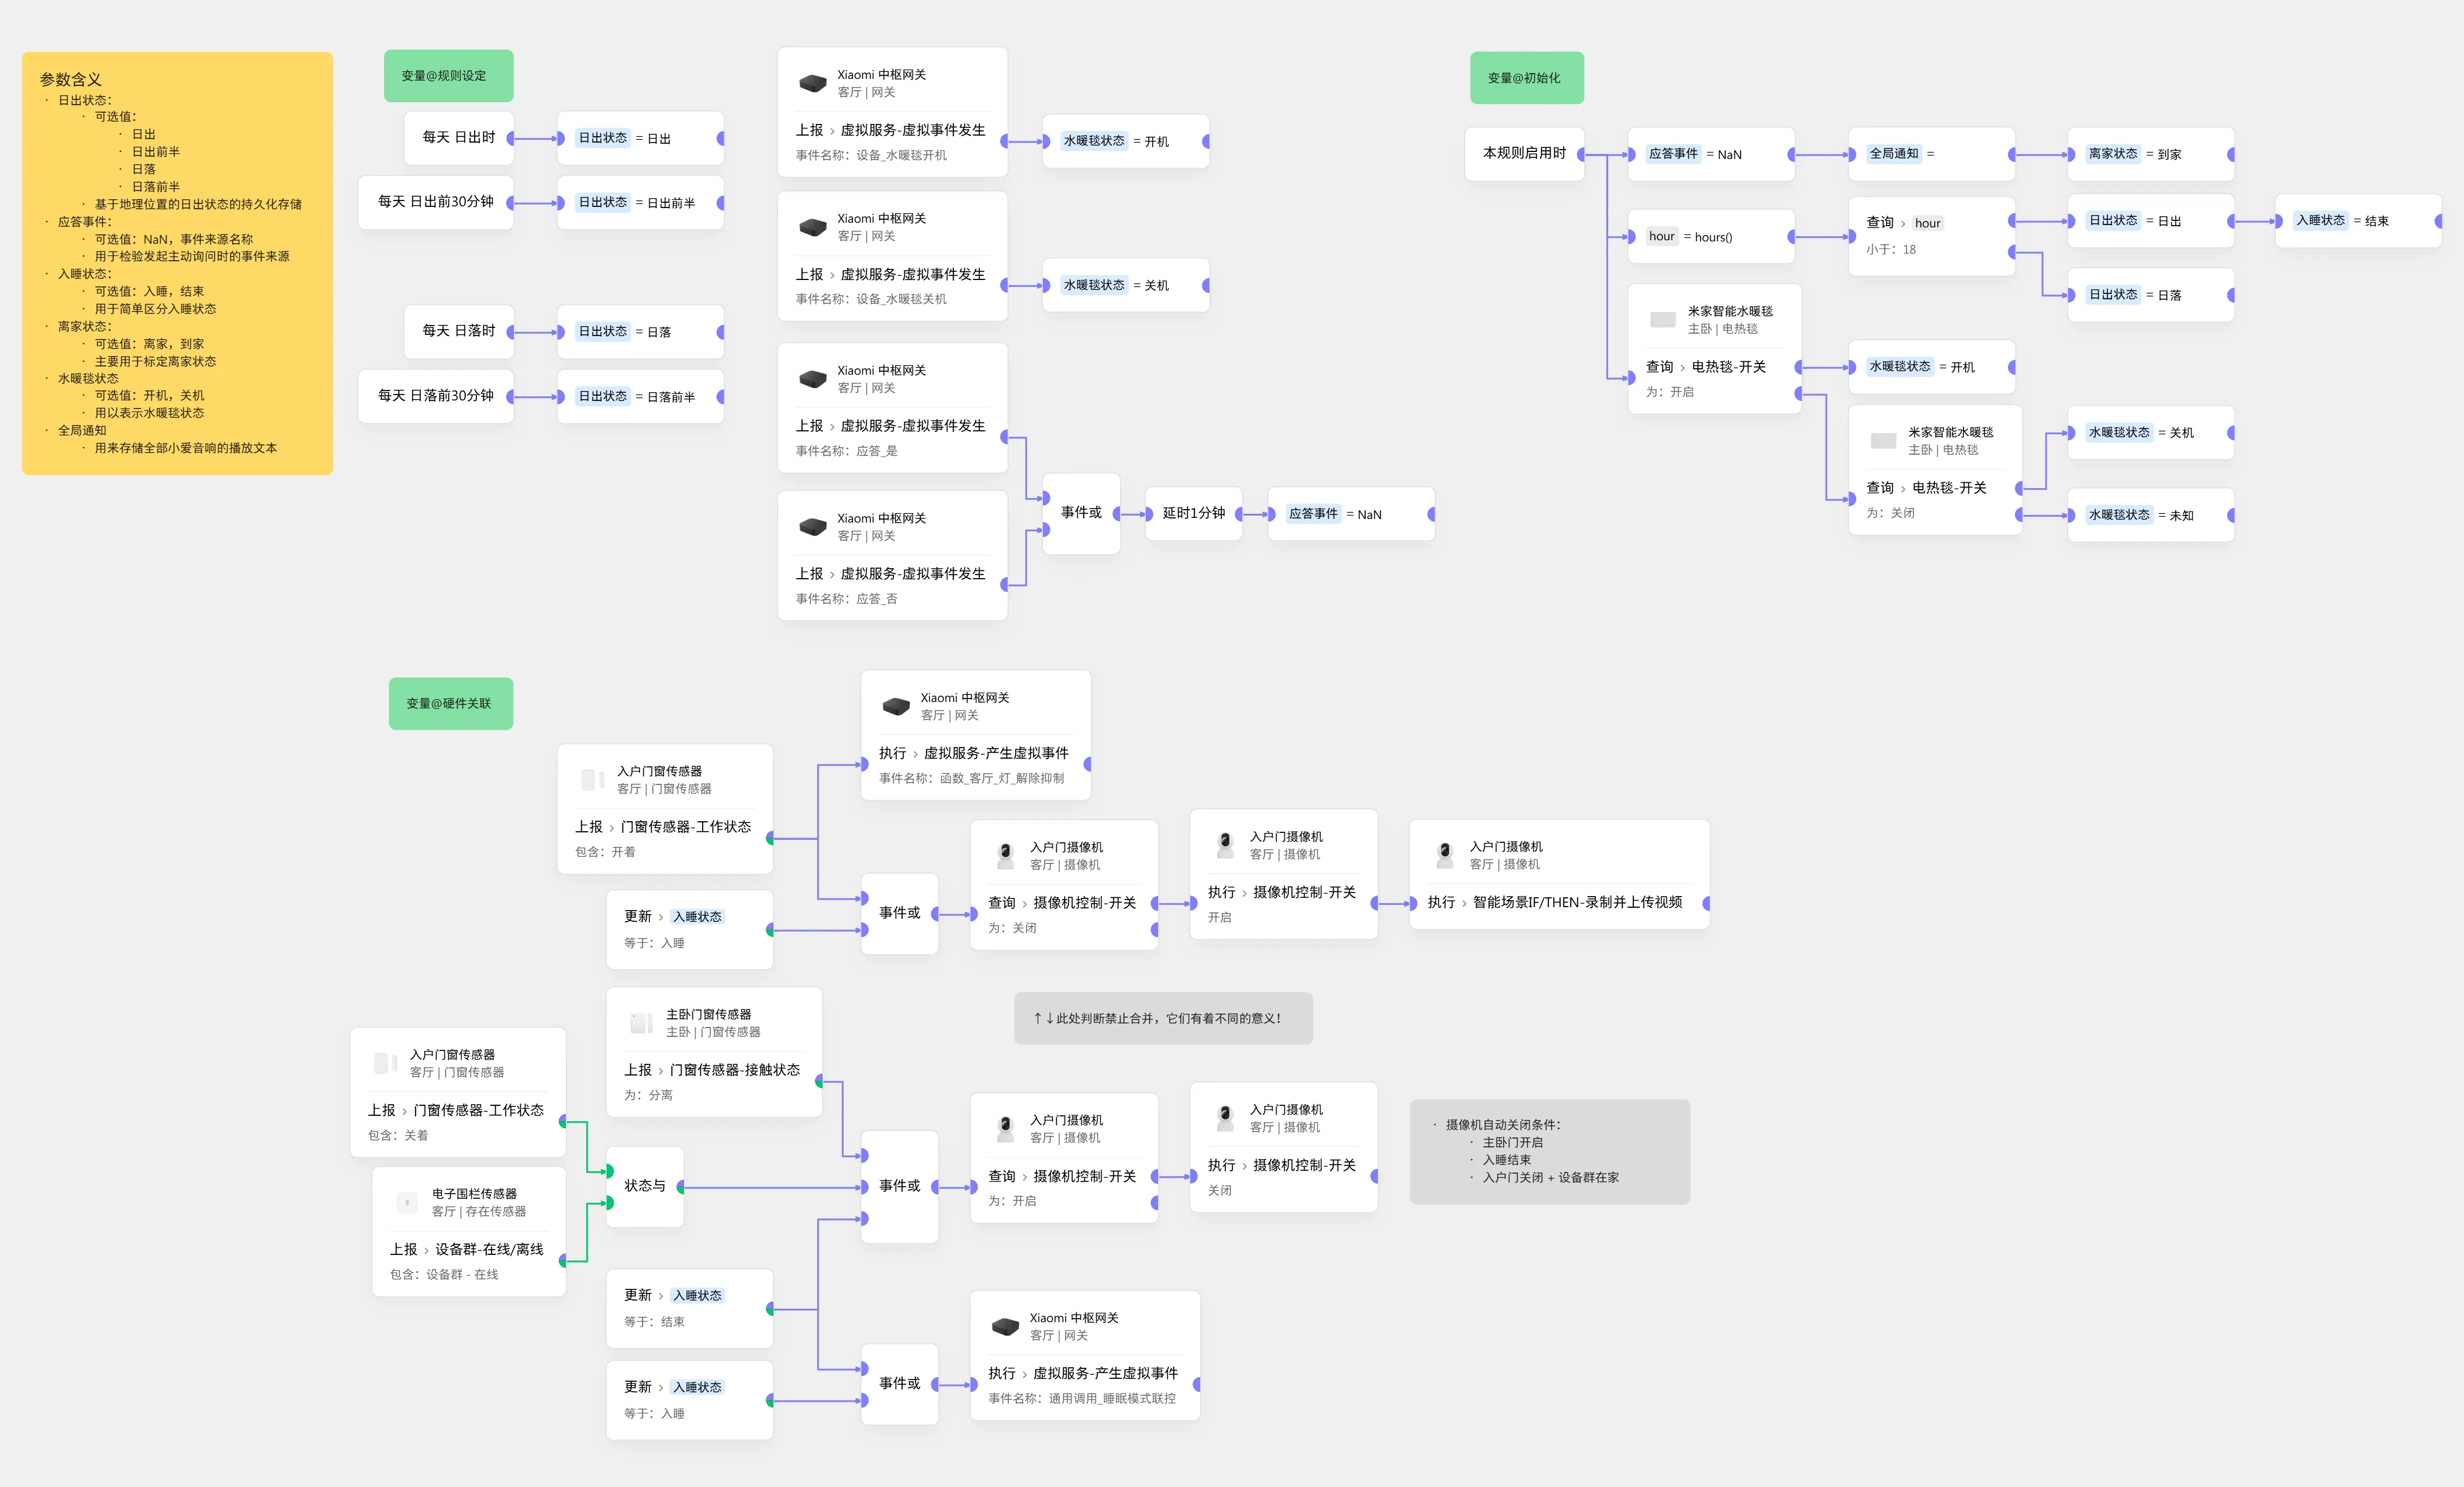 参数含义
· 日出状态：
· 可选值：
· 日出
· 日出前半
· 日落
· 日落前半
· 基于地理位置的日出状态的持久化存储
· 应答事件：
· 可选值：NaN，事件来源名称
· 用于检验发起主动询问时的事件来源
· 入睡状态：
· 可选值：入睡，结束
· 用于简单区分入睡状态
· 离家状态：
· 可选值：离家，到家
· 主要用于标定离家状态
· 水暖毯状态
· 可选值：开机，关机
· 用以表示水暖毯状态
· 全局通知
· 用来存储全部小爱音响的播放文本
变量@规则设定
每天 日出时
日出状态 = 日出
每天 日出前30分钟
日出状态 = 日出前半
每天 日落时
日出状态 = 日落
每天 日落前30分钟
日出状态 = 日落前半
Xiaomi 中枢网关
客厅 | 网关
上报 › 虚拟服务-虚拟事件发生
事件名称：设备_水暖毯开机
水暖毯状态 = 开机
Xiaomi 中枢网关
客厅 | 网关
上报 › 虚拟服务-虚拟事件发生
事件名称：设备_水暖毯关机
水暖毯状态 = 关机
Xiaomi 中枢网关
客厅 | 网关
上报 › 虚拟服务-虚拟事件发生
事件名称：应答_是
Xiaomi 中枢网关
客厅 | 网关
上报 › 虚拟服务-虚拟事件发生
事件名称：应答_否
事件或
延时1分钟
应答事件 = NaN
变量@初始化
本规则启用时
应答事件 = NaN
全局通知 =
离家状态 = 到家
hour = hours()
查询 › hour
小于：18
日出状态 = 日出
入睡状态 = 结束
日出状态 = 日落
米家智能水暖毯
主卧 | 电热毯
查询 › 电热毯-开关
为：开启
水暖毯状态 = 开机
米家智能水暖毯
主卧 | 电热毯
查询 › 电热毯-开关
为：关闭
水暖毯状态 = 关机
水暖毯状态 = 未知
变量@硬件关联
入户门窗传感器
客厅 | 门窗传感器
上报 › 门窗传感器-工作状态
包含：开着
Xiaomi 中枢网关
客厅 | 网关
执行 › 虚拟服务-产生虚拟事件
事件名称：函数_客厅_灯_解除抑制
更新 › 入睡状态
等于：入睡
事件或
入户门摄像机
客厅 | 摄像机
查询 › 摄像机控制-开关
为：关闭
入户门摄像机
客厅 | 摄像机
执行 › 摄像机控制-开关
开启
入户门摄像机
客厅 | 摄像机
执行 › 智能场景IF/THEN-录制并上传视频
↑↓此处判断禁止合并，它们有着不同的意义！
主卧门窗传感器
主卧 | 门窗传感器
上报 › 门窗传感器-接触状态
为：分离
入户门窗传感器
客厅 | 门窗传感器
上报 › 门窗传感器-工作状态
包含：关着
电子围栏传感器
客厅 | 存在传感器
上报 › 设备群-在线/离线
包含：设备群 - 在线
状态与
事件或
入户门摄像机
客厅 | 摄像机
查询 › 摄像机控制-开关
为：开启
入户门摄像机
客厅 | 摄像机
执行 › 摄像机控制-开关
关闭
· 摄像机自动关闭条件：
· 主卧门开启
· 入睡结束
· 入户门关闭 + 设备群在家
更新 › 入睡状态
等于：结束
更新 › 入睡状态
等于：入睡
事件或
Xiaomi 中枢网关
客厅 | 网关
执行 › 虚拟服务-产生虚拟事件
事件名称：通用调用_睡眠模式联控